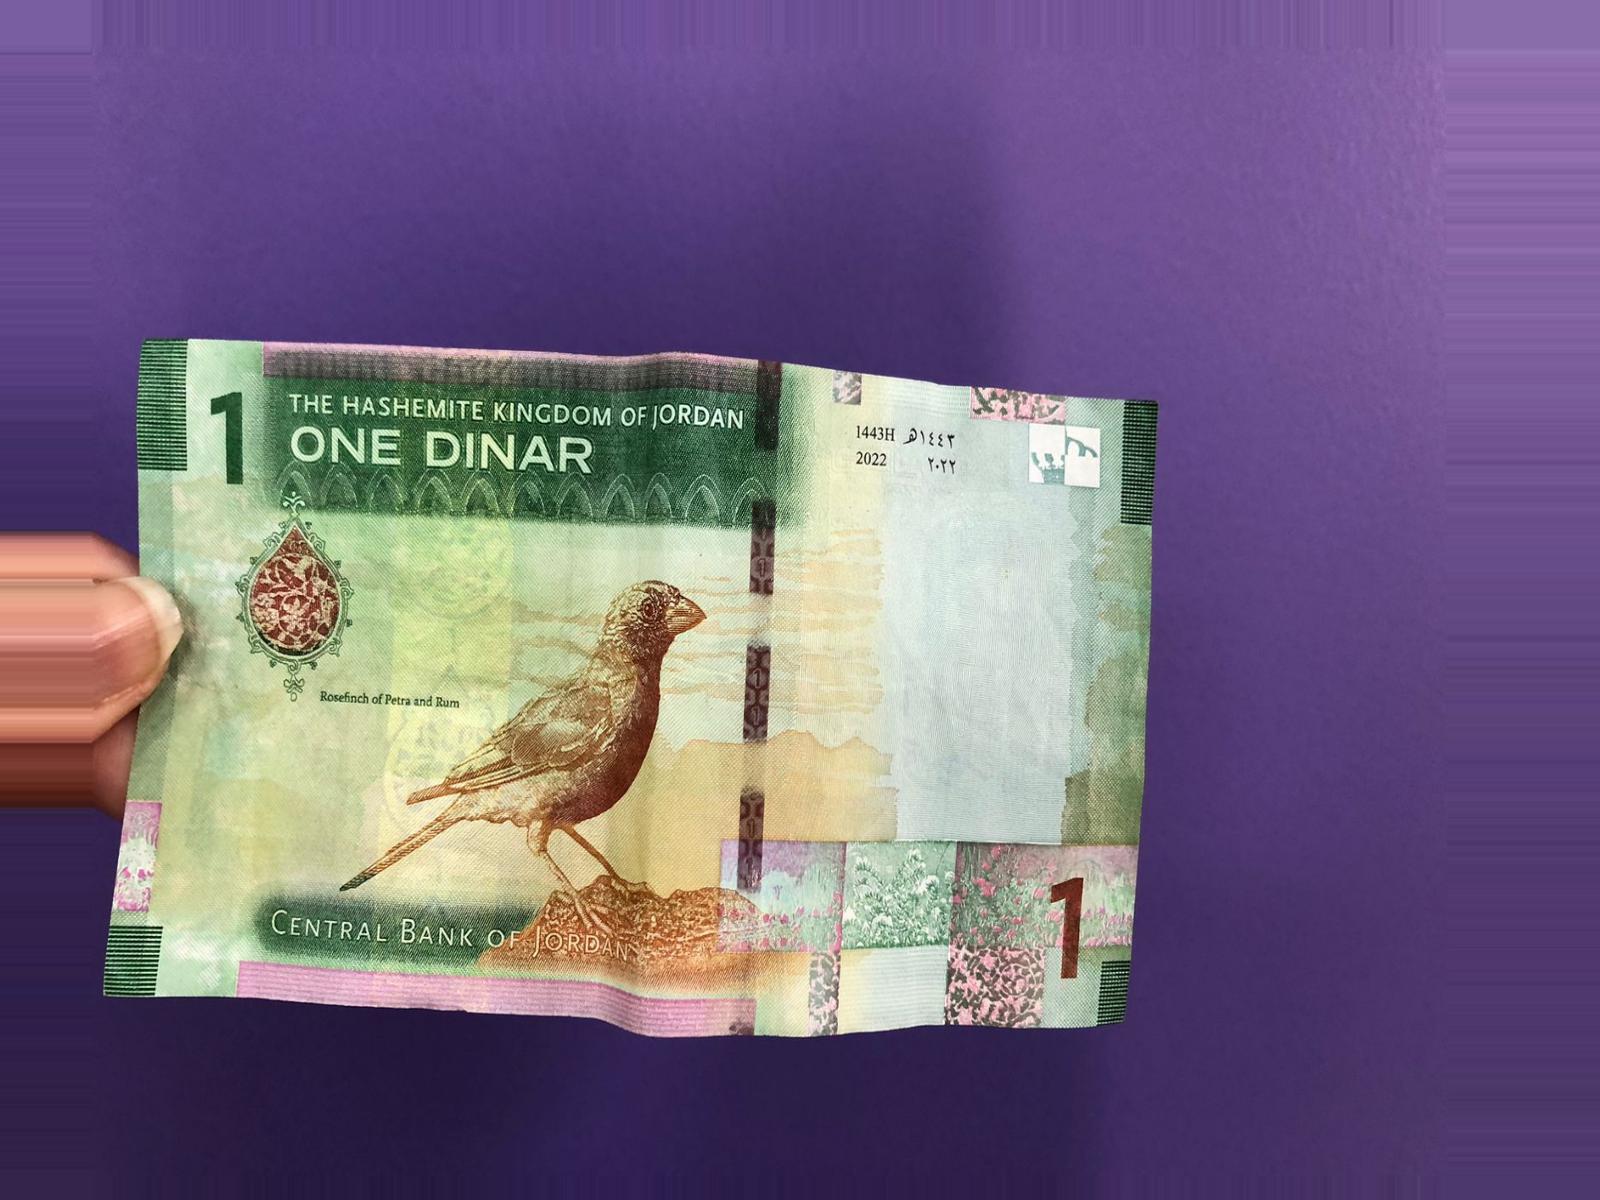 1
THE HASHEMITE KINGDOM OF JORDAN
ONE DINAR
1443H ١٤٤٣هـ
2022 ٢٠٢٢
Rosefinch of Petra and Rum
CENTRAL BANK OF JORDAN
1